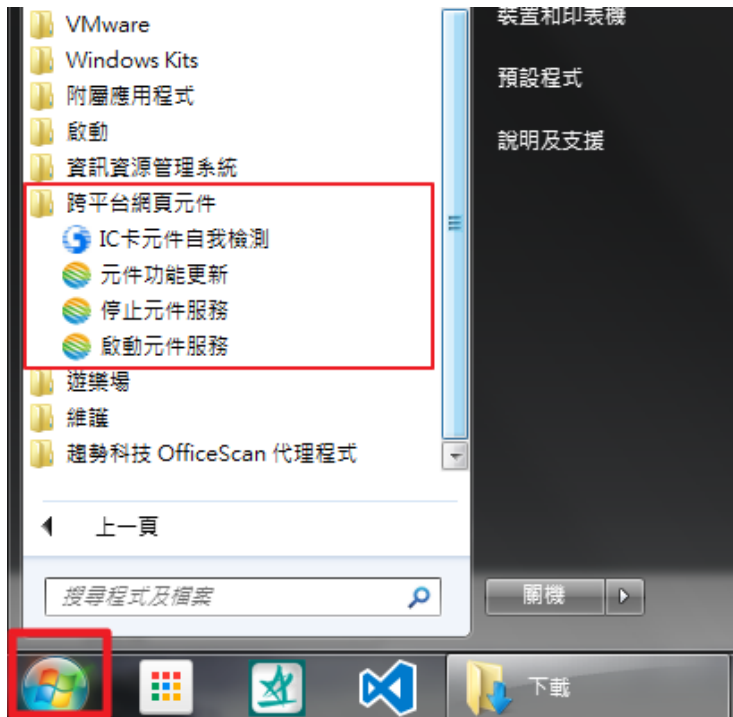 VMware
Windows Kits
附屬應用程式
啟動
資訊資源管理系統
跨平台網頁元件
IC卡元件自我檢測
元件功能更新
停止元件服務
啟動元件服務
遊樂場
維護
趨勢科技 OfficeScan 代理程式
上一頁
搜尋程式及檔案
裝置和印表機
預設程式
說明及支援
關機
下載